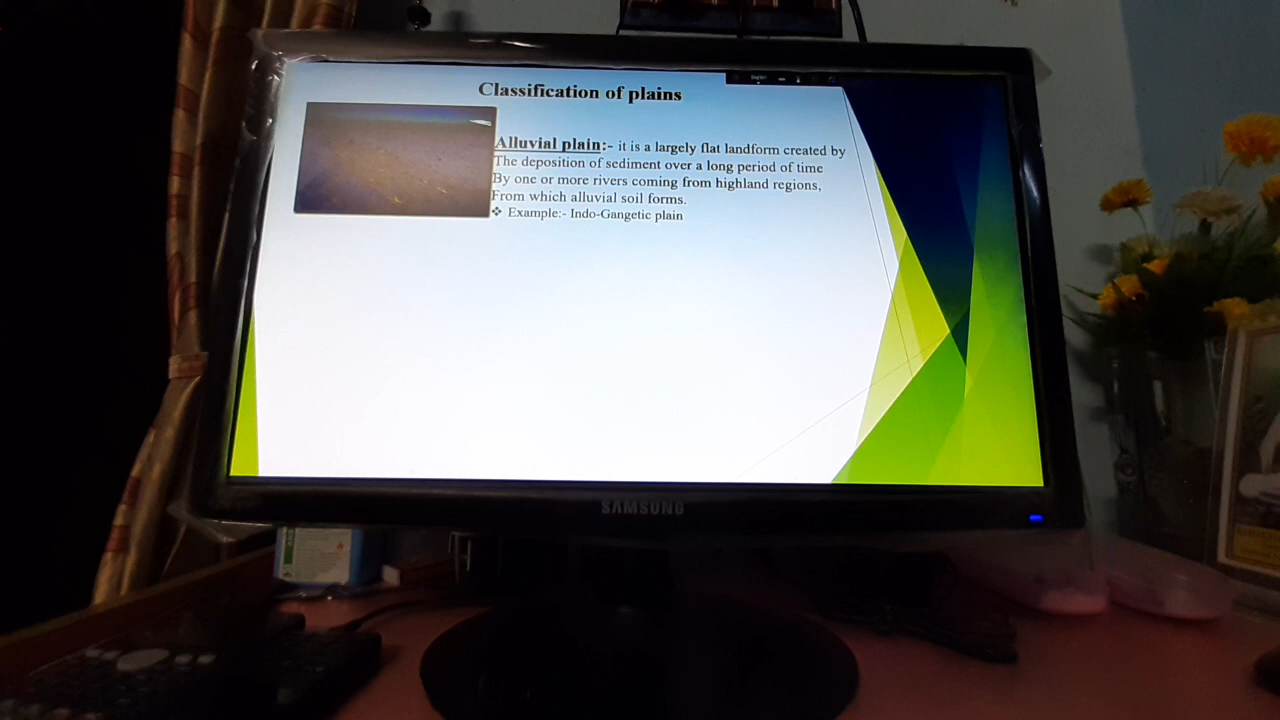 English
Classification of plains
Alluvial plain:- it is a largely flat landform created by
The deposition of sediment over a long period of time
By one or more rivers coming from highland regions,
From which alluvial soil forms.
❖ Example:- Indo-Gangetic plain
SAMSUNG